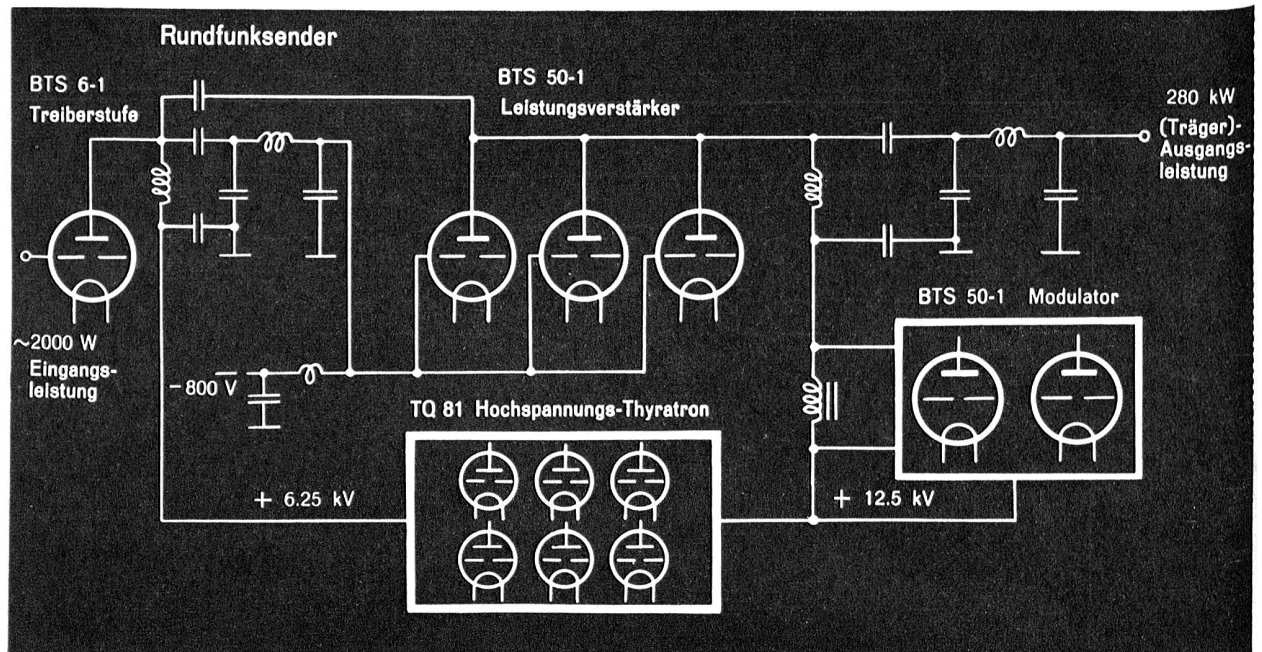 Rundfunksender
BTS 6-1
Treiberstufe
BTS 50-1
Leistungsverstärker
280 kW
(Träger)-
Ausgangs-
leistung
~2000 W
Eingangs-
leistung
- 800 V
BTS 50-1 Modulator
TQ 81 Hochspannungs-Thyratron
+ 6.25 kV
+ 12.5 kV